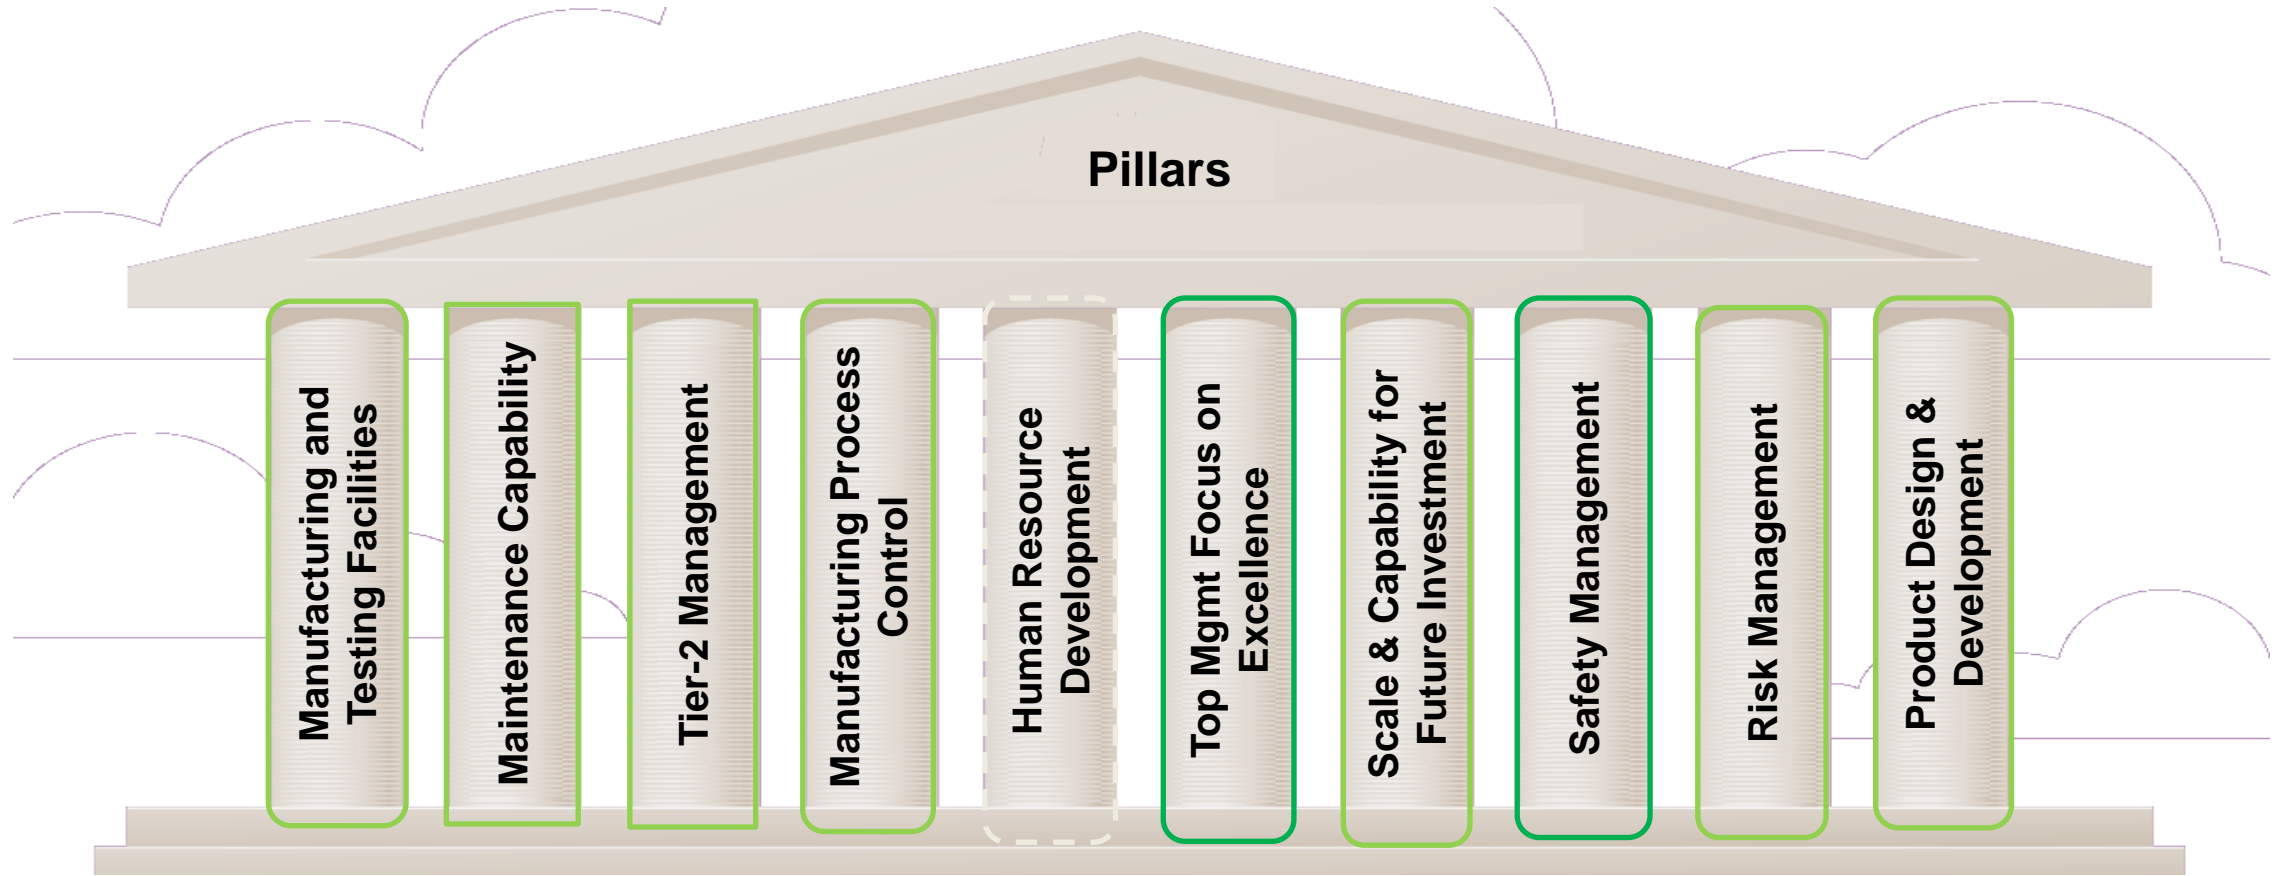 Pillars
Manufacturing and
Testing Facilities
Maintenance Capability
Tier-2 Management
Manufacturing Process
Control
Human Resource
Development
Top Mgmt Focus on
Excellence
Scale & Capability for
Future Investment
Safety Management
Risk Management
Product Design &
Development